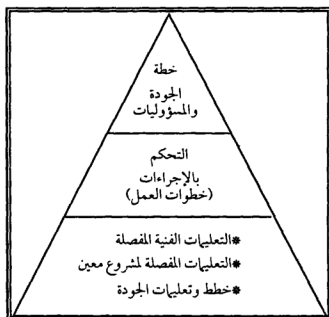 خطة
الجودة
والمسؤوليات
التحكم
بالإجراءات
(خطوات العمل)
*التعليمات الفنية المفصلة
*التعليمات المفصلة لمشروع معين
*خطط وتعليمات الجودة